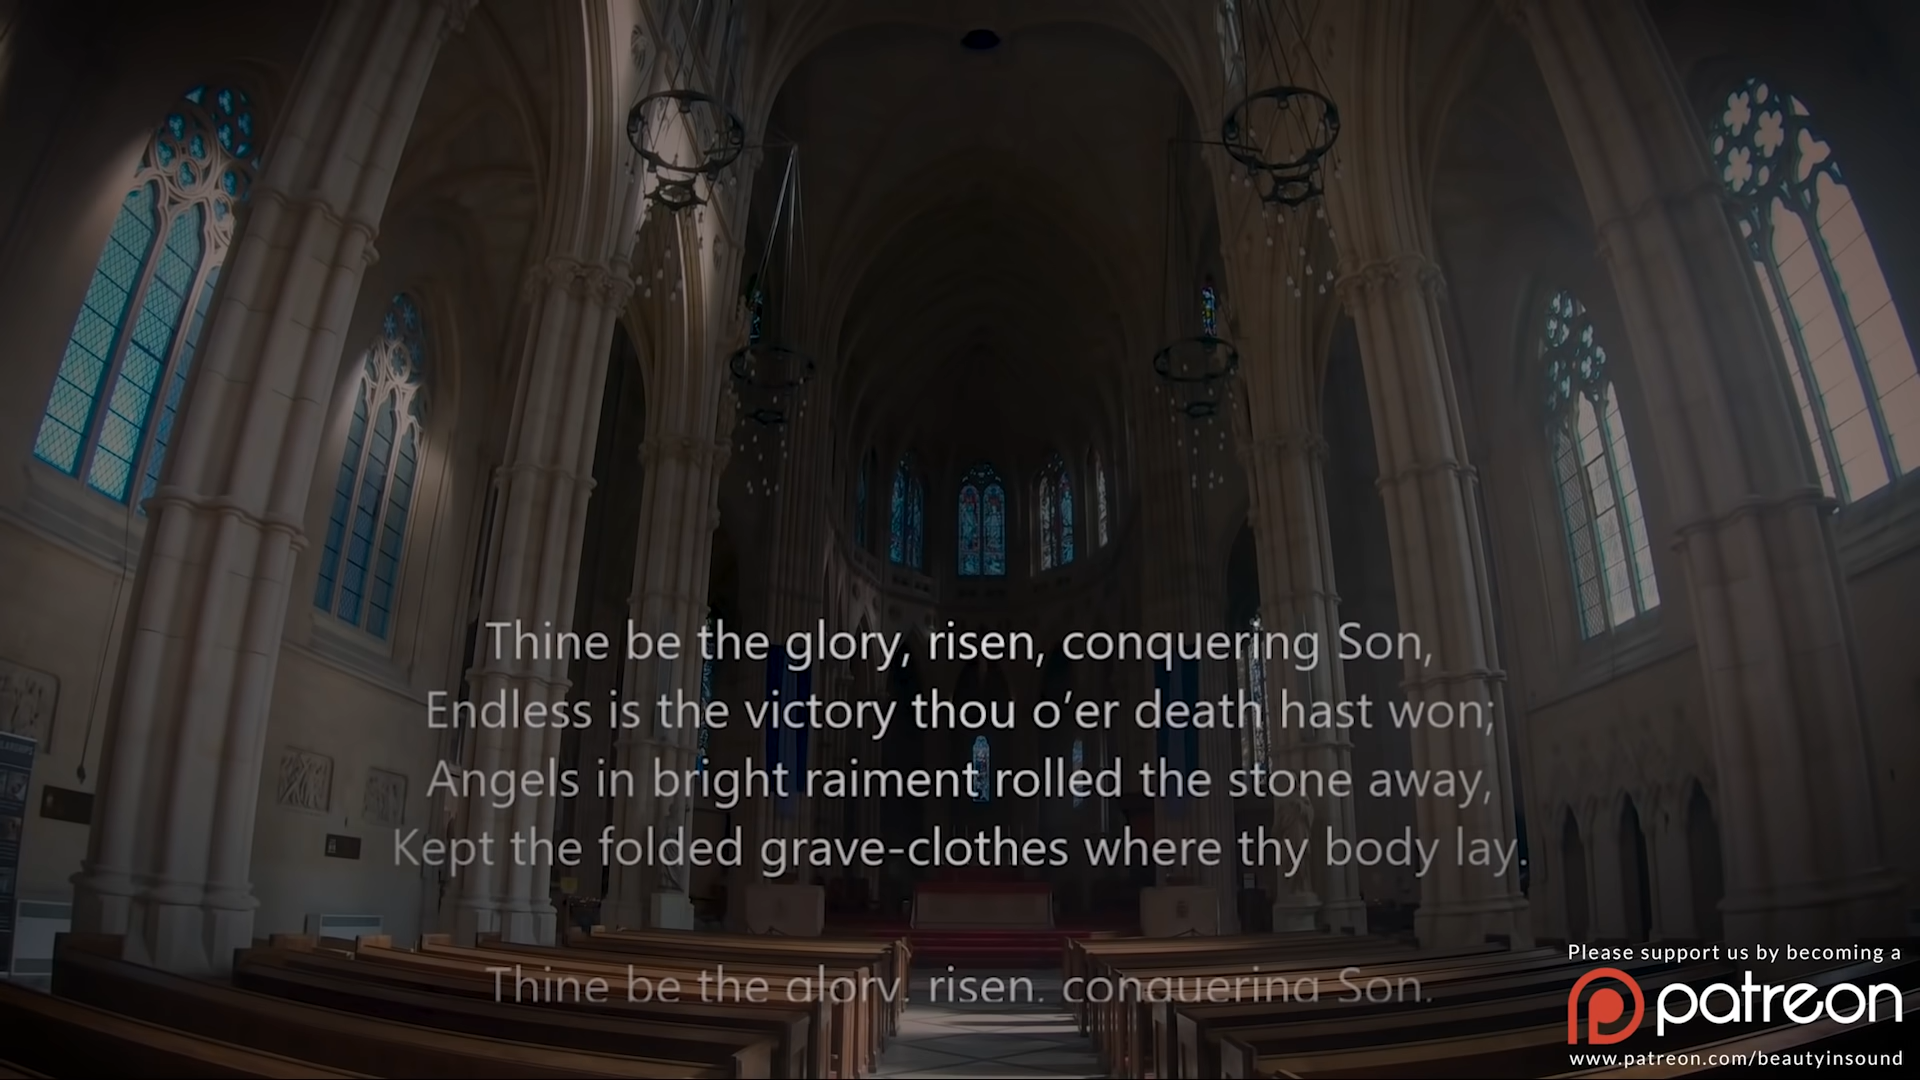 Thine be the glory, risen, conquering Son,
Endless is the victory thou o’er death hast won;
Angels in bright raiment rolled the stone away,
Kept the folded grave-clothes where thy body lay.
Thine be the glory, risen, conquering Son,
Please support us by becoming a
patreon
www.patreon.com/beautyinsound